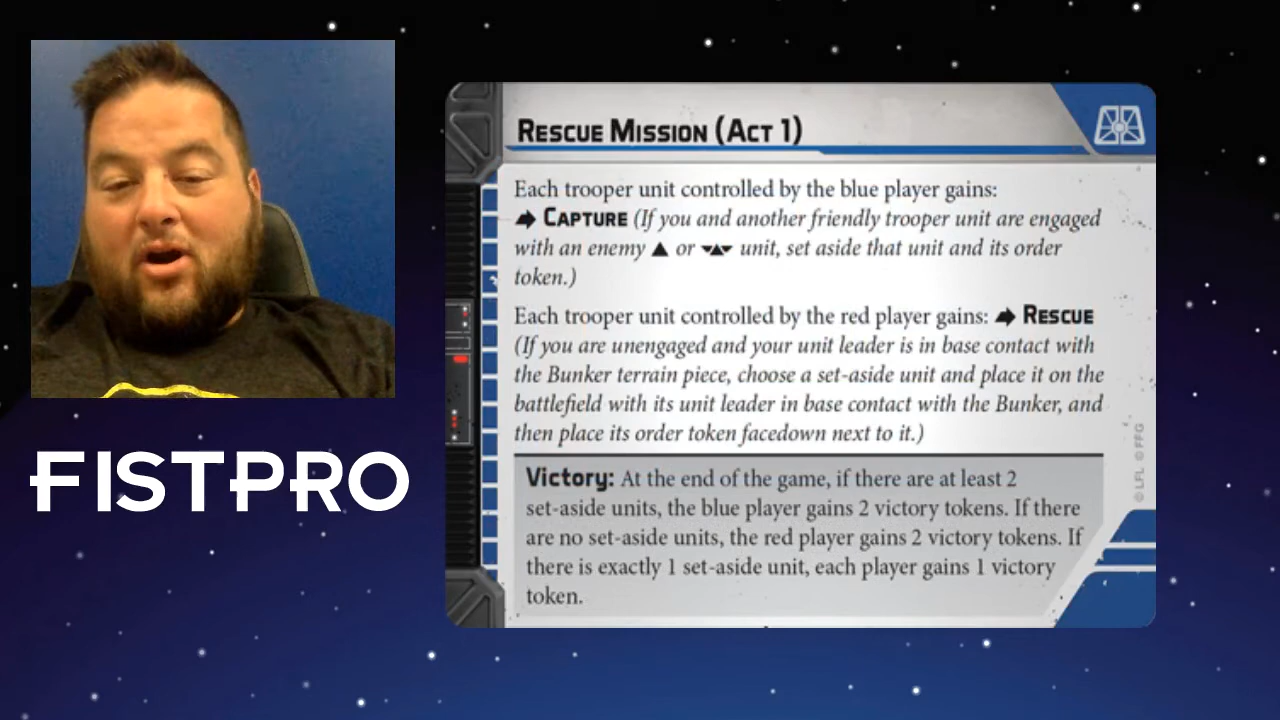 FISTPRO
RESCUE MISSION (ACT 1)
Each trooper unit controlled by the blue player gains:
CAPTURE (If you and another friendly trooper unit are engaged
with an enemy or unit, set aside that unit and its order
token.)
Each trooper unit controlled by the red player gains: RESCUE
(If you are unengaged and your unit leader is in base contact with
the Bunker terrain piece, choose a set-aside unit and place it on the
battlefield with its unit leader in base contact with the Bunker, and
then place its order token facedown next to it.)
Victory: At the end of the game, if there are at least 2
set-aside units, the blue player gains 2 victory tokens. If there
are no set-aside units, the red player gains 2 victory tokens. If
there is exactly 1 set-aside unit, each player gains 1 victory
token.
© LFL © FFG